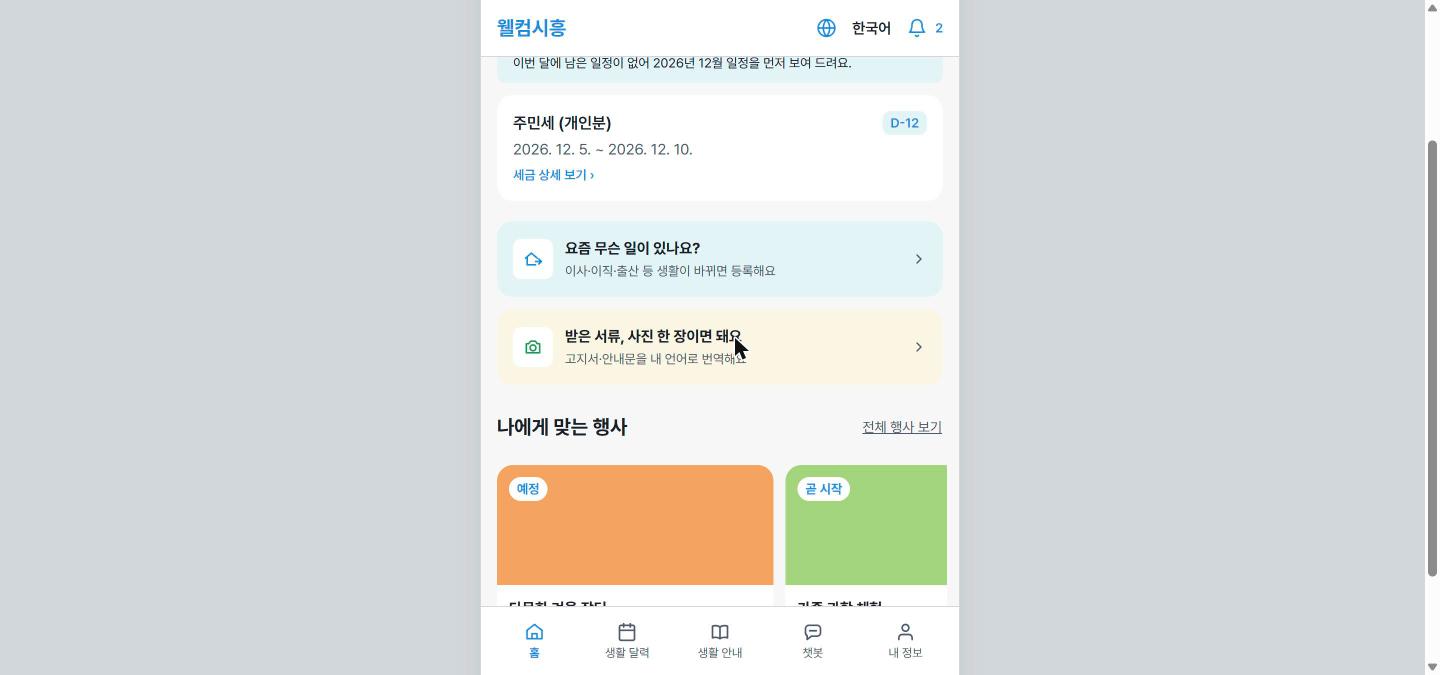 웰컴시흥
한국어
2
이번 달에 남은 일정이 없어 2026년 12월 일정을 먼저 보여 드려요.
주민세 (개인분)
D-12
2026. 12. 5. ~ 2026. 12. 10.
세금 상세 보기 ›
요즘 무슨 일이 있나요?
이사·이직·출산 등 생활이 바뀌면 등록해요
받은 서류, 사진 한 장이면 돼요
고지서·안내문을 내 언어로 번역해요
나에게 맞는 행사
전체 행사 보기
예정
곧 시작
홈
생활 달력
생활 안내
챗봇
내 정보